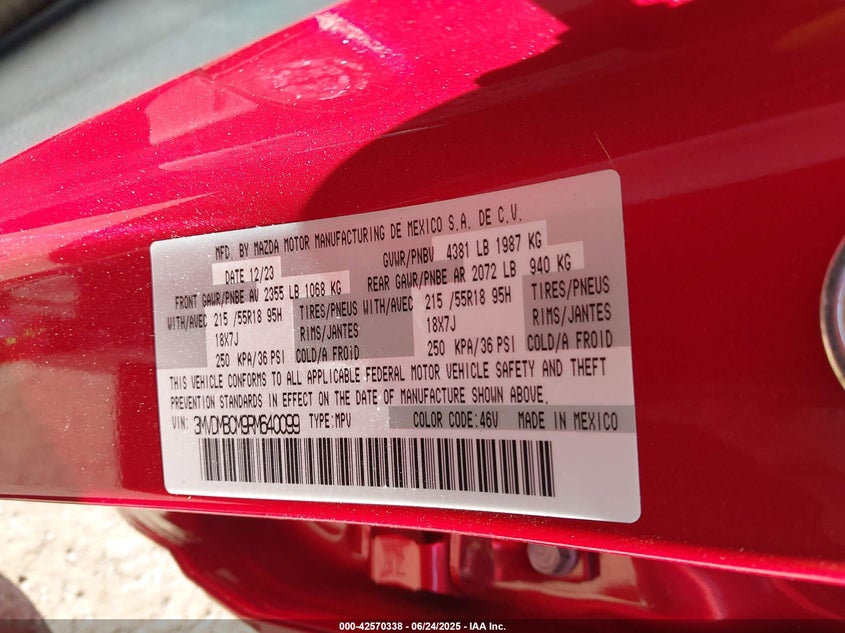 MFD. BY MAZDA MOTOR MANUFACTURING DE MEXICO S.A. DE C.V.
DATE 12/23 GVWR/PNBV 4381 LB 1987 KG
FRONT GAWR/PNBE AV 2355 LB 1068 KG REAR GAWR/PNBE AR 2072 LB 940 KG
WITH/AVEC 215 /55R18 95H TIRES/PNEUS WITH/AVEC 215 /55R18 95H TIRES/PNEUS
18X7J RIMS/JANTES 18X7J RIMS/JANTES
250 KPA/36 PSI COLD/A FROID 250 KPA/36 PSI COLD/A FROID
THIS VEHICLE CONFORMS TO ALL APPLICABLE FEDERAL MOTOR VEHICLE SAFETY AND THEFT
PREVENTION STANDARDS IN EFFECT ON THE DATE OF MANUFACTURE SHOWN ABOVE.
VIN: 3MVDMBCM9RM640099 TYPE:MPV COLOR CODE:46V MADE IN MEXICO
000-42570338 - 06/24/2025 - IAA Inc.